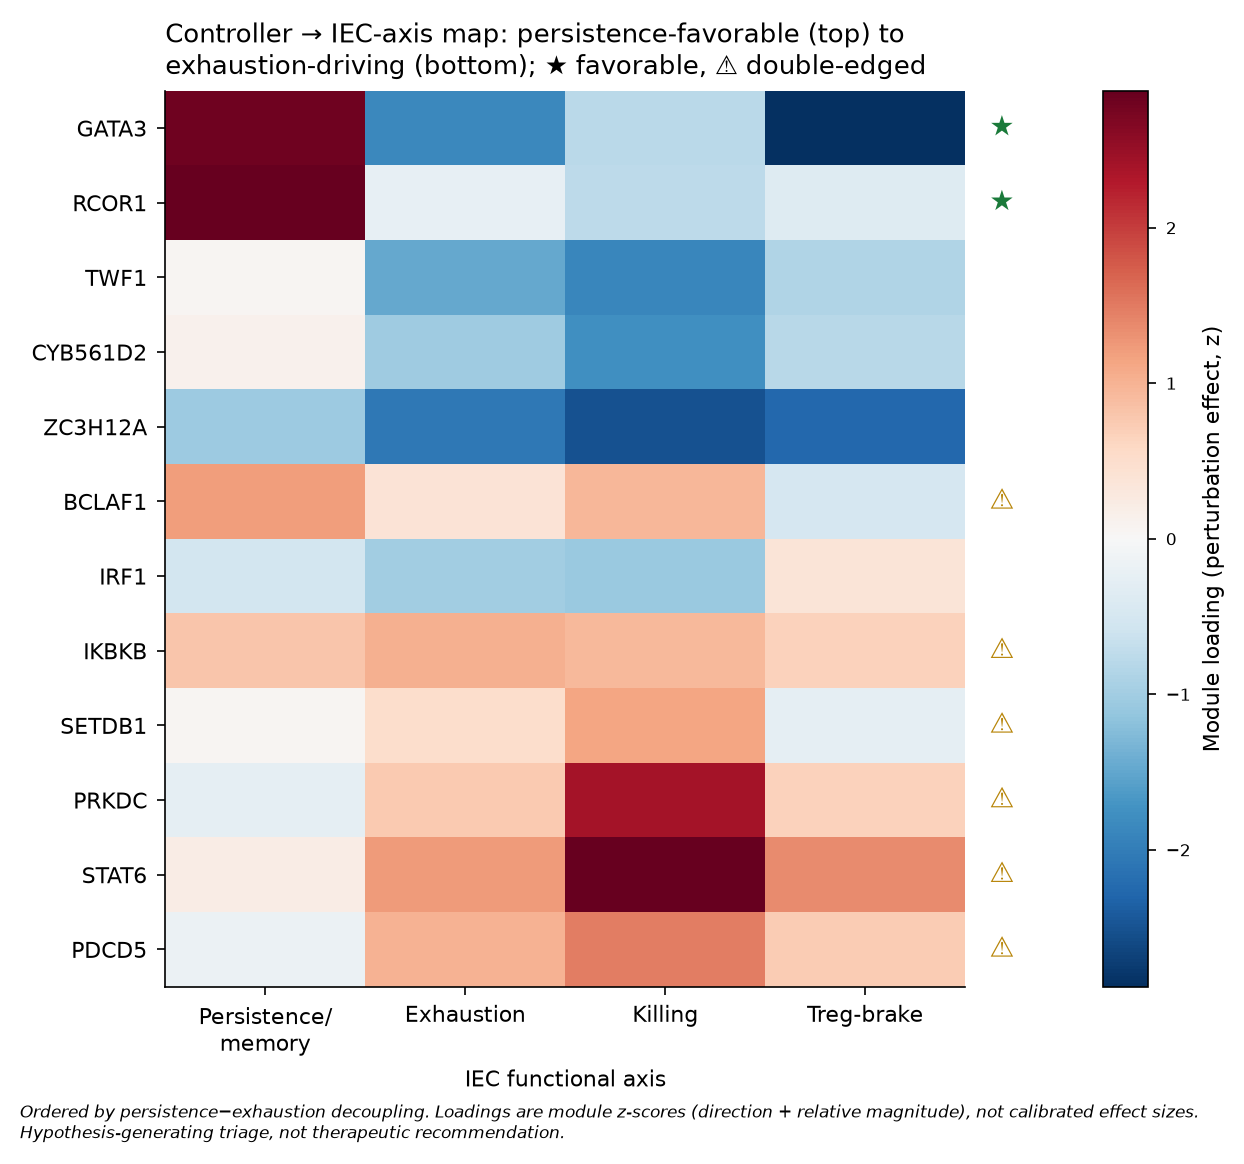 Controller → IEC-axis map: persistence-favorable (top) to
exhaustion-driving (bottom); ★ favorable, ⚠ double-edged
GATA3
★
RCOR1
★
TWF1
CYB561D2
ZC3H12A
BCLAF1
⚠
IRF1
IKBKB
⚠
SETDB1
⚠
PRKDC
⚠
STAT6
⚠
PDCD5
⚠
Persistence/
memory
Exhaustion
Killing
Treg-brake
IEC functional axis
2
1
0
−1
−2
Module loading (perturbation effect, z)
Ordered by persistence−exhaustion decoupling. Loadings are module z-scores (direction + relative magnitude), not calibrated effect sizes.
Hypothesis-generating triage, not therapeutic recommendation.